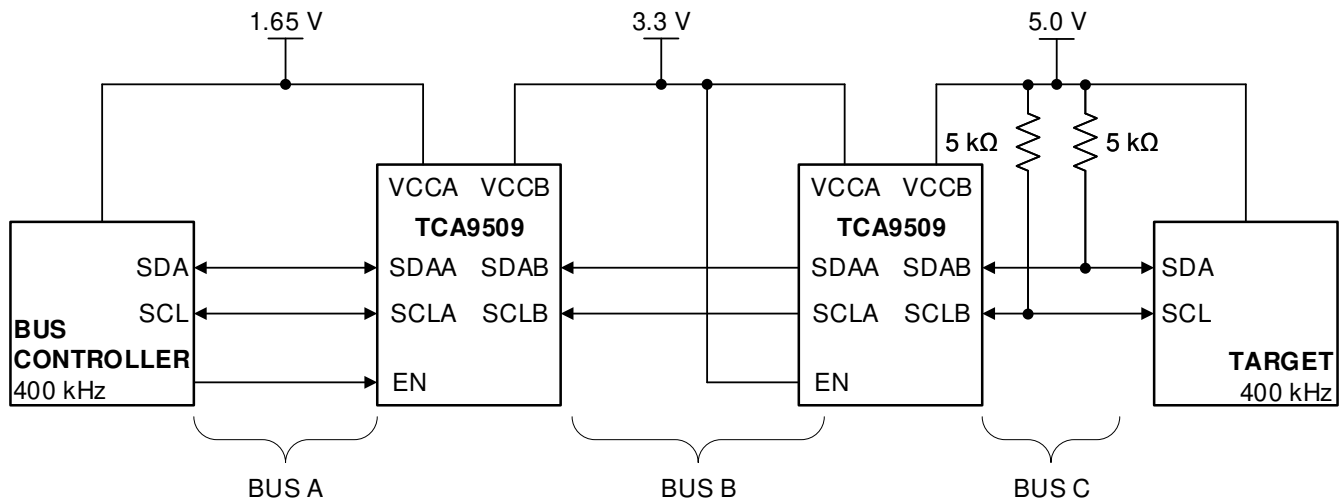 1.65 V
3.3 V
5.0 V
5 kΩ
5 kΩ
VCCA VCCB
TCA9509
SDAA SDAB
SCLA SCLB
EN
VCCA VCCB
TCA9509
SDAA SDAB
SCLA SCLB
EN
SDA
SCL
BUS
CONTROLLER
400 kHz
SDA
SCL
TARGET
400 kHz
BUS A
BUS B
BUS C